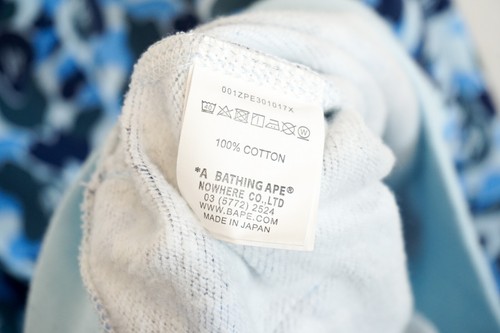 001ZPE301017X
100% COTTON
*A BATHING APE®
NOWHERE CO.,LTD
03 (5772) 2524
WWW.BAPE.COM
MADE IN JAPAN